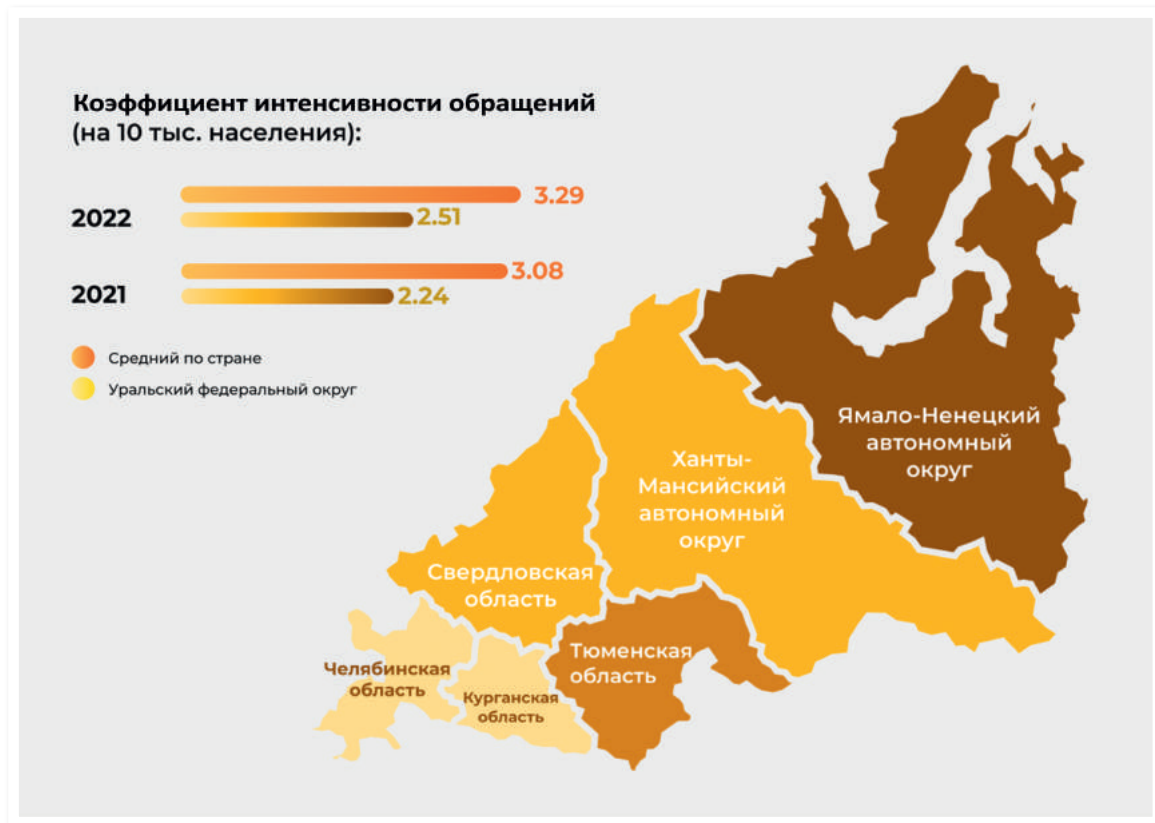 Коэффициент интенсивности обращений
(на 10 тыс. населения):
3.29
2022
2.51
3.08
2021
2.24
Средний по стране
Уральский федеральный округ
Ямало-Ненецкий
автономный
округ
Ханты-
Мансийский
автономный
округ
Свердловская
область
Тюменская
область
Челябинская
область
Курганская
область